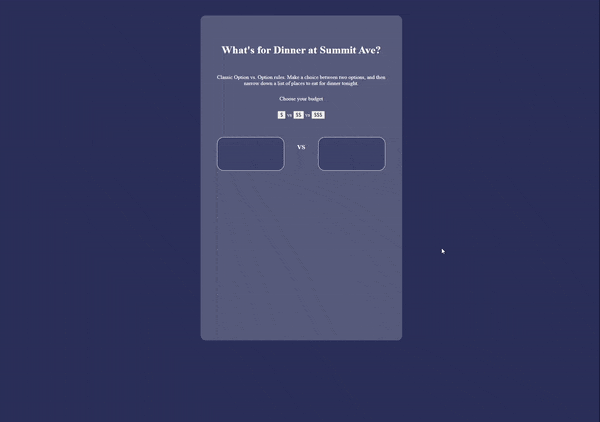 What's for Dinner at Summit Ave?
Classic Option vs. Option rules. Make a choice between two options, and then
narrow down a list of places to eat for dinner tonight.
Choose your budget
$ vs $$ vs $$$
VS